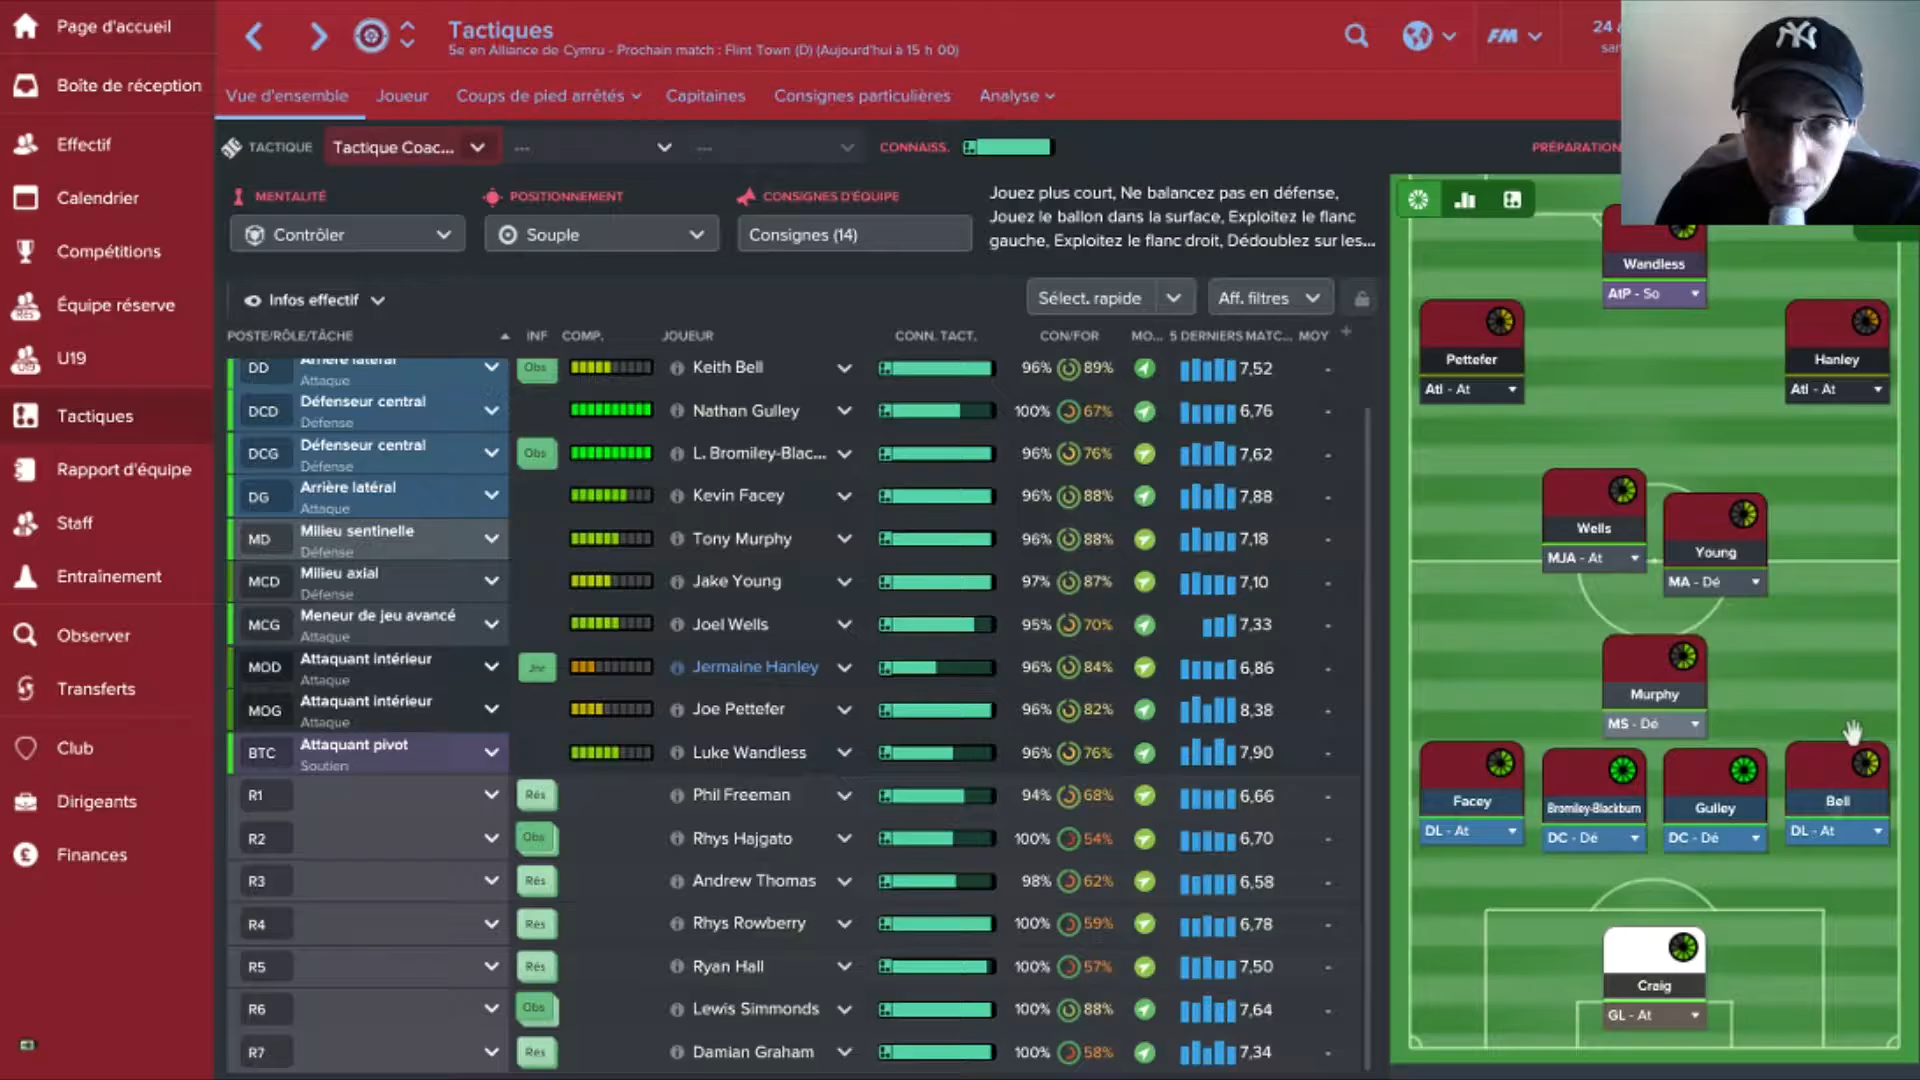 Page d'accueil
Boîte de réception
Effectif
Calendrier
Compétitions
Équipe réserve
U19
Tactiques
Rapport d'équipe
Staff
Entraînement
Observer
Transferts
Club
Dirigeants
Finances
Tactiques
5e en Alliance de Cymru - Prochain match : Flint Town (D) (Aujourd'hui à 15 h 00)
FM
24
Vue d'ensemble Joueur Coups de pied arrêtés Capitaines Consignes particulières Analyse
TACTIQUE Tactique Coac... --- --- CONNAISS. PRÉPARATION
MENTALITÉ POSITIONNEMENT CONSIGNES D'ÉQUIPE
Contrôler Souple Consignes (14)
Jouez plus court, Ne balancez pas en défense,
Jouez le ballon dans la surface, Exploitez le flanc
gauche, Exploitez le flanc droit, Dédoublez sur les...
Infos effectif Sélect. rapide Aff. filtres
POSTE/RÔLE/TÂCHE INF COMP. JOUEUR CONN. TACT. CON/FOR MO... 5 DERNIERS MATC... MOY +
DD Arrière latéral Attaque Obs Keith Bell 96% 89% 7,52 -
DCD Défenseur central Défense Nathan Gulley 100% 67% 6,76 -
DCG Défenseur central Défense Obs L. Bromiley-Blac... 96% 76% 7,62 -
DG Arrière latéral Attaque Kevin Facey 96% 88% 7,88 -
MD Milieu sentinelle Défense Tony Murphy 96% 88% 7,18 -
MCD Milieu axial Défense Jake Young 97% 87% 7,10 -
MCG Meneur de jeu avancé Attaque Joel Wells 95% 70% 7,33 -
MOD Attaquant intérieur Attaque Jnr Jermaine Hanley 96% 84% 6,86 -
MOG Attaquant intérieur Attaque Joe Pettefer 96% 82% 8,38 -
BTC Attaquant pivot Soutien Luke Wandless 96% 76% 7,90 -
R1 Rés Phil Freeman 94% 68% 6,66 -
R2 Obs Rhys Hajgato 100% 54% 6,70 -
R3 Rés Andrew Thomas 98% 62% 6,58 -
R4 Rés Rhys Rowberry 100% 59% 6,78 -
R5 Rés Ryan Hall 100% 57% 7,50 -
R6 Obs Lewis Simmonds 100% 88% 7,64 -
R7 Rés Damian Graham 100% 58% 7,34 -
Wandless
AtP - So
Pettefer Hanley
AtI - At AtI - At
Wells
MJA - At
Young
MA - Dé
Murphy
MS - Dé
Facey Bromiley-Blackburn Gulley Bell
DL - At DC - Dé DC - Dé DL - At
Craig
GL - At